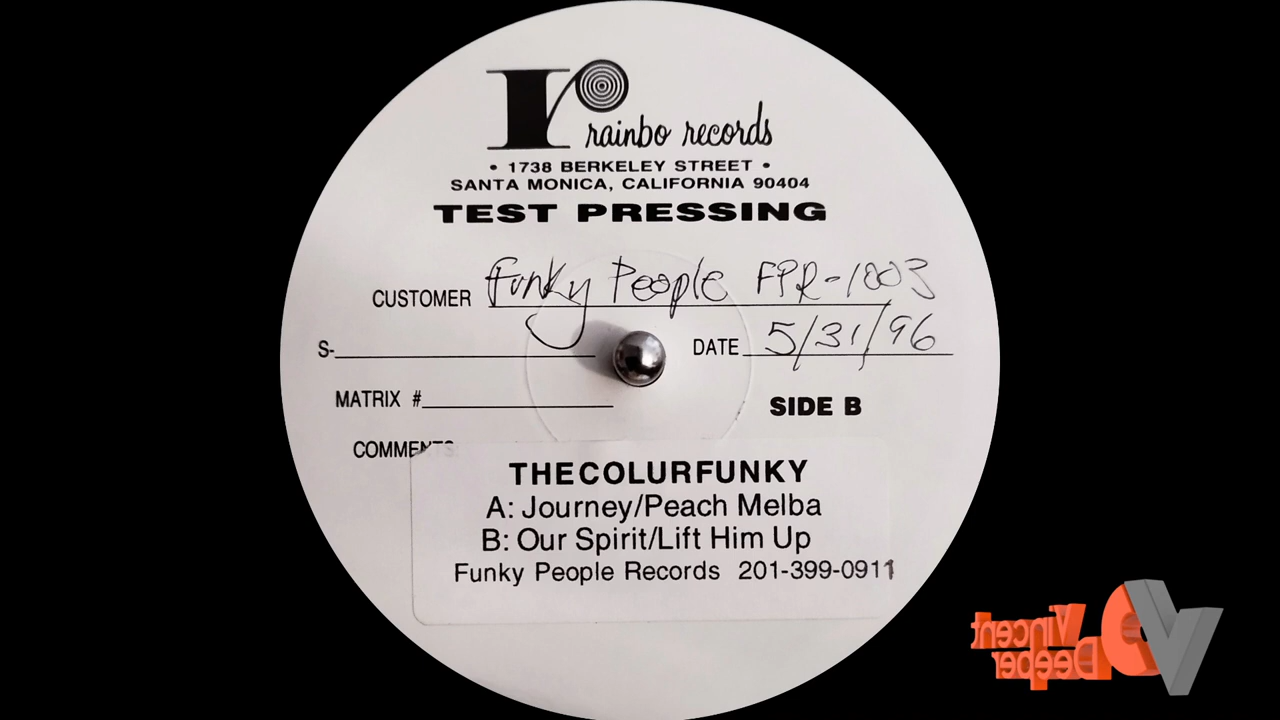 r
rainbo records
• 1738 BERKELEY STREET •
SANTA MONICA, CALIFORNIA 90404
TEST PRESSING
CUSTOMER Funky People FPR-1003
S-
DATE 5/31/96
MATRIX #
SIDE B
COMMENTS:
THECOLURFUNKY
A: Journey/Peach Melba
B: Our Spirit/Lift Him Up
Funky People Records 201-399-0911
Vincent
Deeper
VD